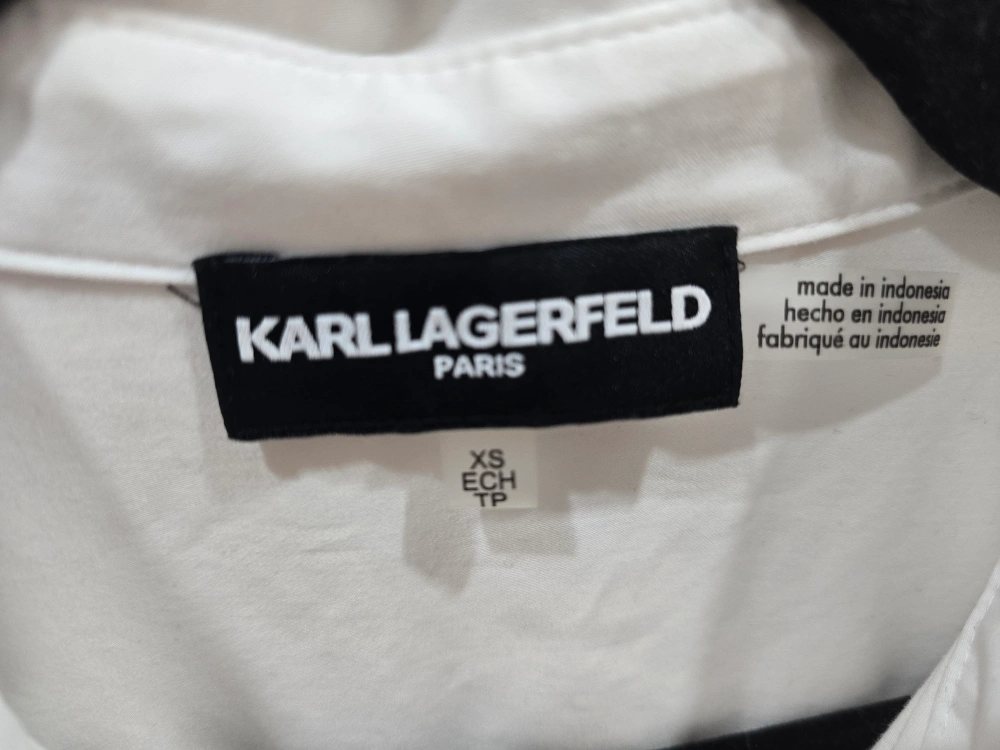 KARL LAGERFELD
PARIS
made in indonesia
hecho en indonesia
fabriqué au indonesie
XS
ECH
TP